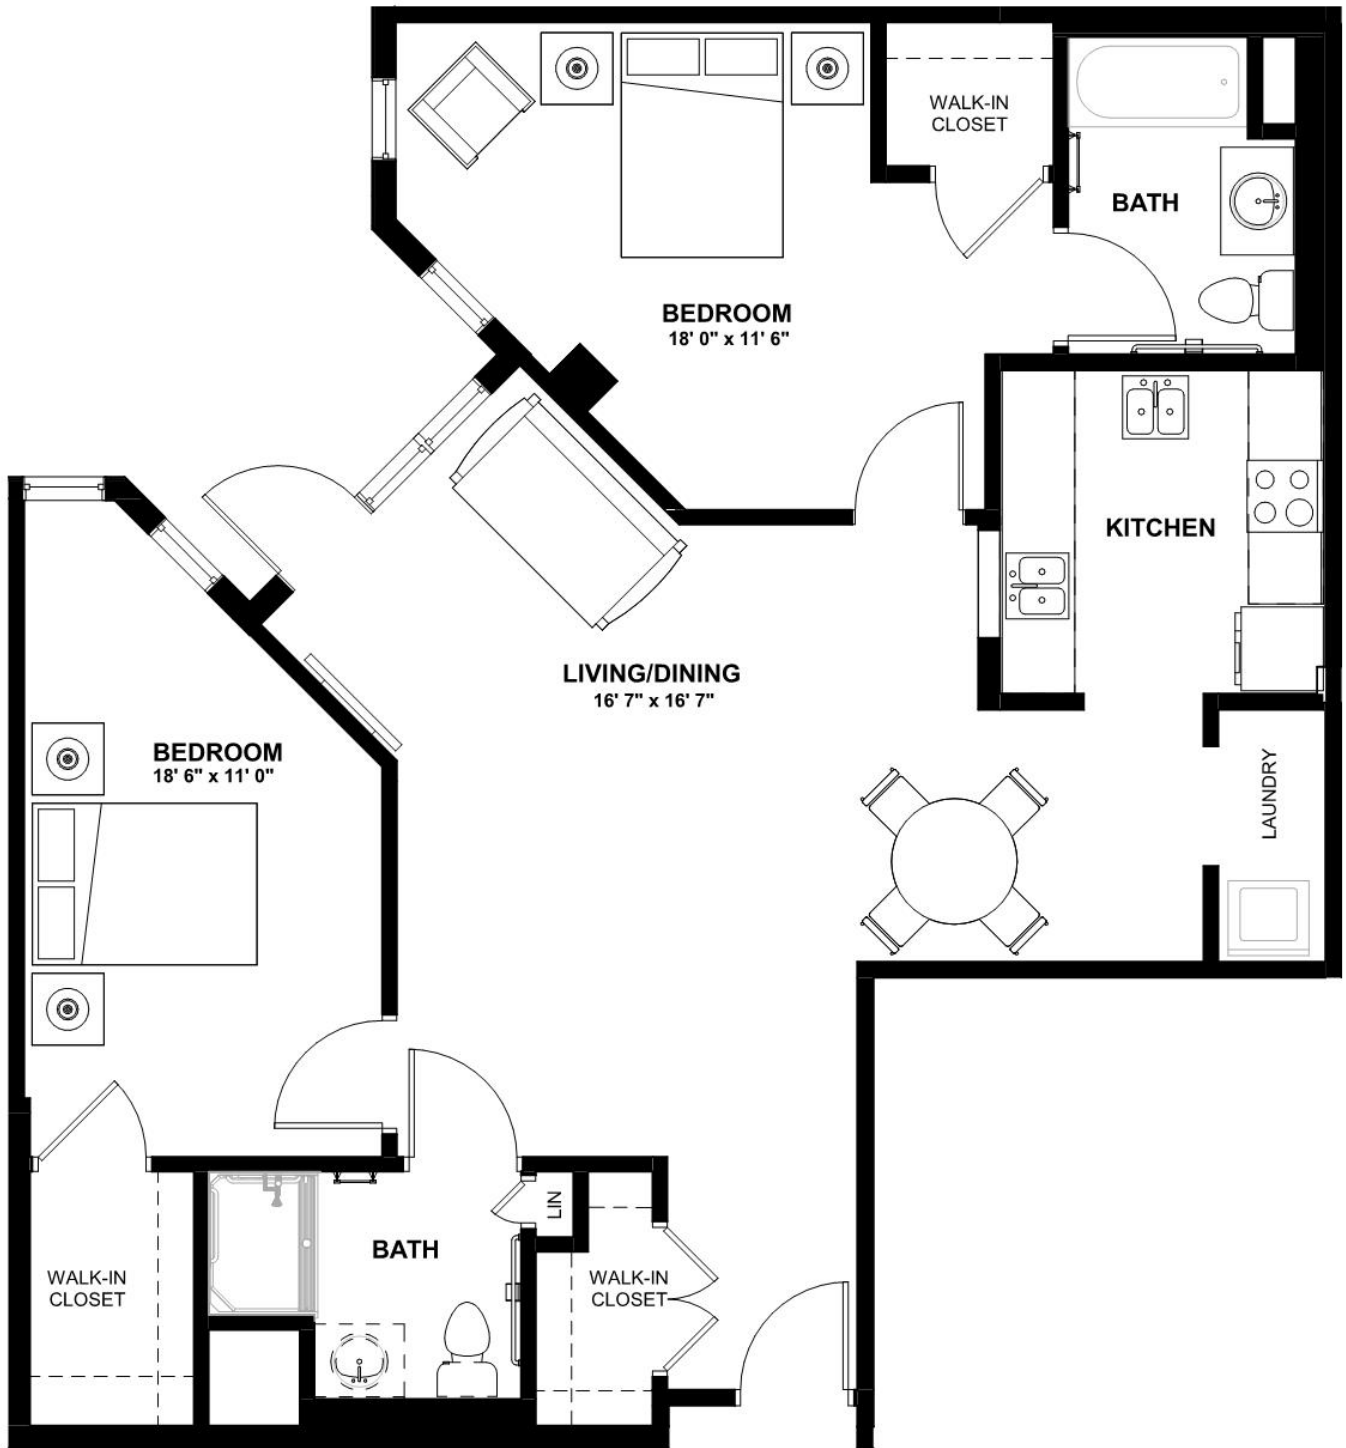 WALK-IN
CLOSET
BATH
BEDROOM
18' 0" x 11' 6"
KITCHEN
LIVING/DINING
16' 7" x 16' 7"
BEDROOM
18' 6" x 11' 0"
LAUNDRY
LIN
BATH
WALK-IN
CLOSET
WALK-IN
CLOSET